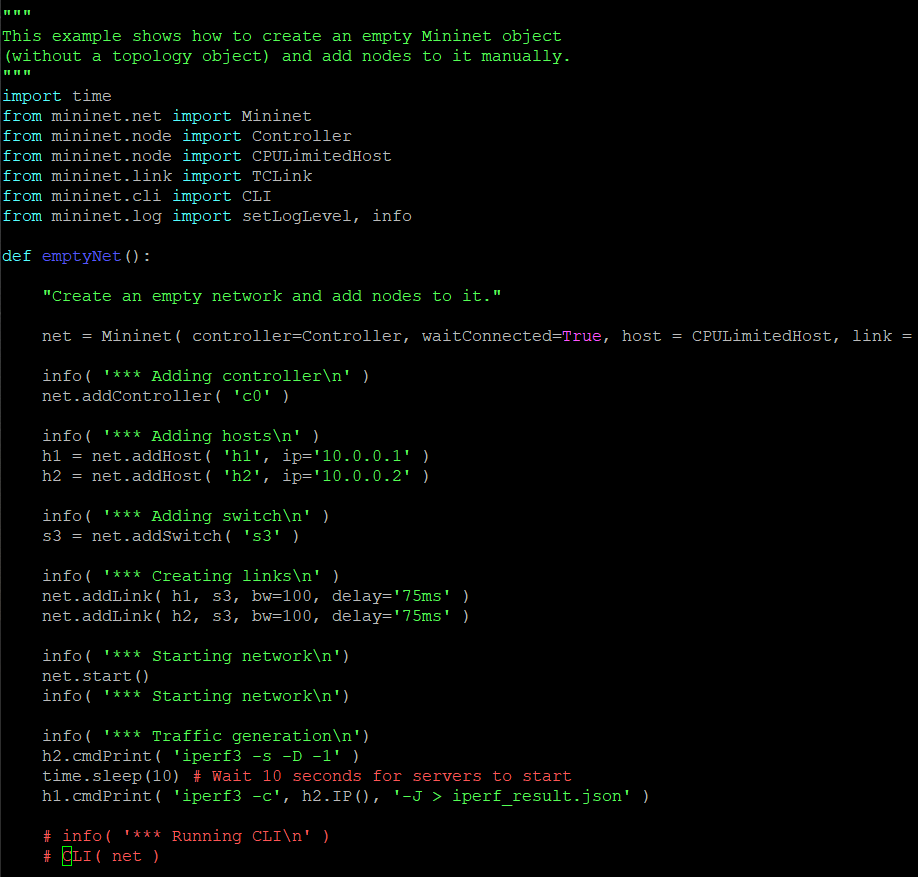 """
This example shows how to create an empty Mininet object
(without a topology object) and add nodes to it manually.
"""
import time
from mininet.net import Mininet
from mininet.node import Controller
from mininet.node import CPULimitedHost
from mininet.link import TCLink
from mininet.cli import CLI
from mininet.log import setLogLevel, info

def emptyNet():

    "Create an empty network and add nodes to it."

    net = Mininet( controller=Controller, waitConnected=True, host = CPULimitedHost, link =

    info( '*** Adding controller\n' )
    net.addController( 'c0' )

    info( '*** Adding hosts\n' )
    h1 = net.addHost( 'h1', ip='10.0.0.1' )
    h2 = net.addHost( 'h2', ip='10.0.0.2' )

    info( '*** Adding switch\n' )
    s3 = net.addSwitch( 's3' )

    info( '*** Creating links\n' )
    net.addLink( h1, s3, bw=100, delay='75ms' )
    net.addLink( h2, s3, bw=100, delay='75ms' )

    info( '*** Starting network\n')
    net.start()
    info( '*** Starting network\n')

    info( '*** Traffic generation\n')
    h2.cmdPrint( 'iperf3 -s -D -1' )
    time.sleep(10) # Wait 10 seconds for servers to start
    h1.cmdPrint( 'iperf3 -c', h2.IP(), '-J > iperf_result.json' )

    # info( '*** Running CLI\n' )
    # CLI( net )